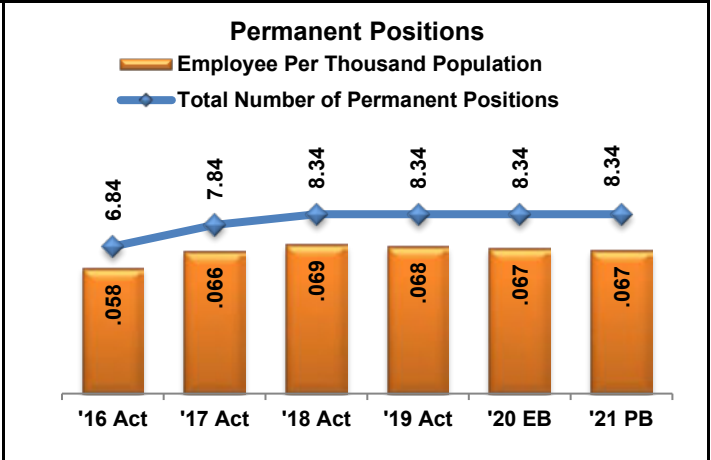 Permanent Positions
Employee Per Thousand Population
Total Number of Permanent Positions
6.84
7.84
8.34
8.34
8.34
8.34
.058
.066
.069
.068
.067
.067
'16 Act
'17 Act
'18 Act
'19 Act
'20 EB
'21 PB